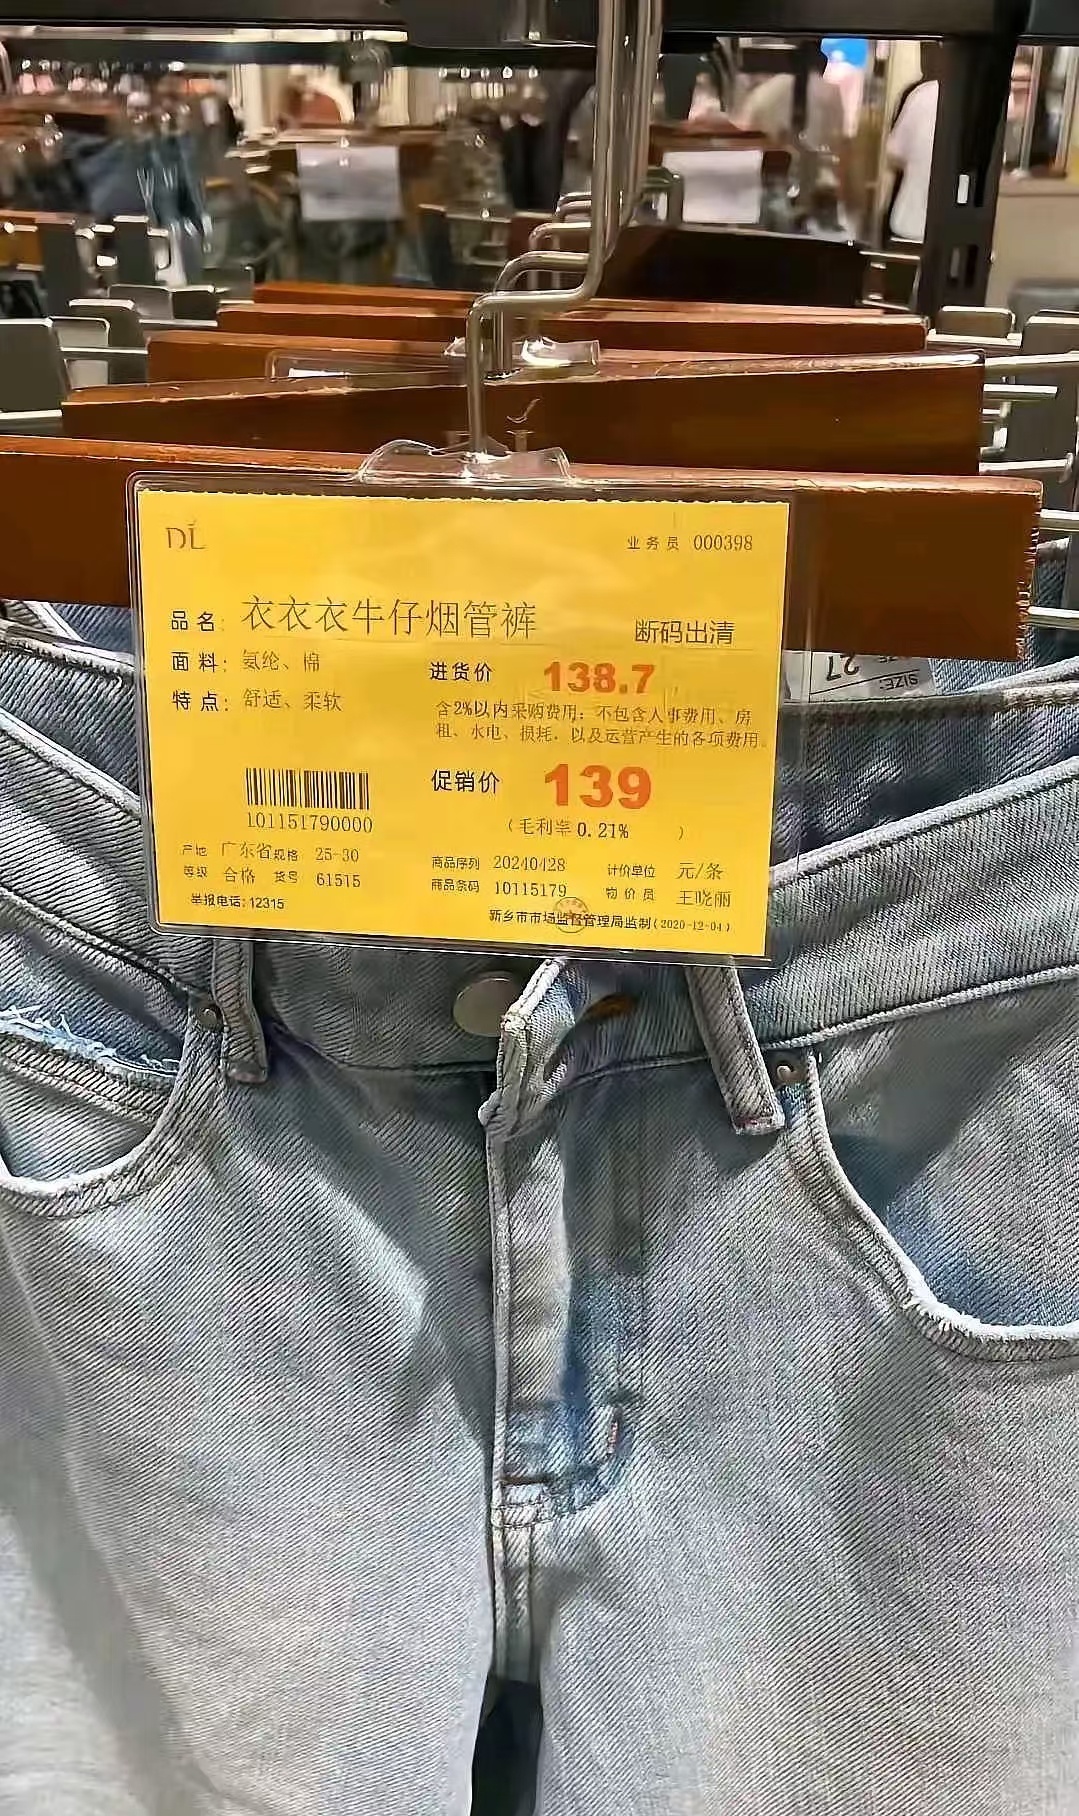 DL
业务员 000398
品名: 衣衣衣牛仔烟管裤
断码出清
面料: 氨纶、棉
进货价 138.7
特点: 舒适、柔软
含2%以内采购费用; 不包含人事费用、房
租、水电、损耗, 以及运营产生的各项费用。
促销价 139
(毛利率 0.21% )
101151790000
产地 广东省 规格 25-30
商品序列 20240428 计价单位 元/条
等级 合格 货号 61515
商品条码 10115179 物价员 王晓丽
举报电话: 12315
新乡市市场监督管理局监制(2020-12-04)
SIZE: 27